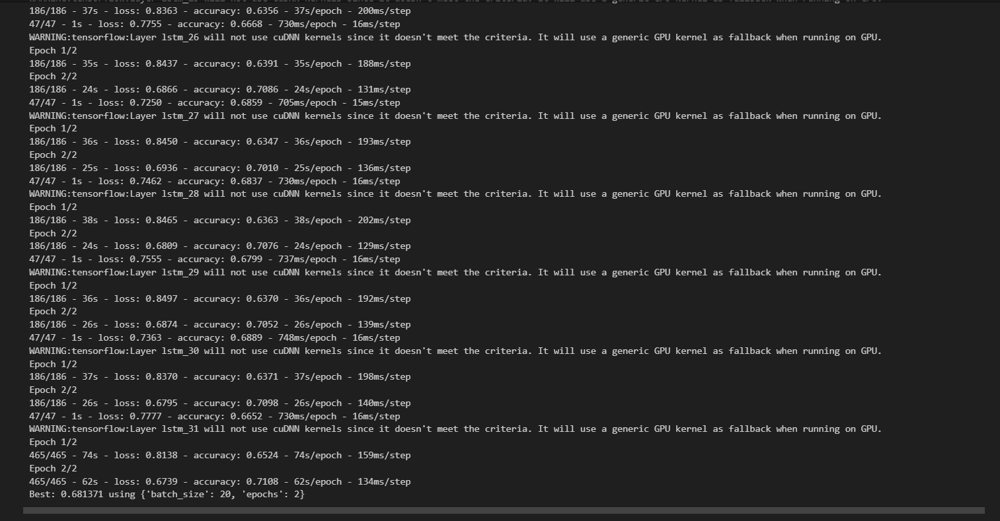 186/186 - 37s - loss: 0.8363 - accuracy: 0.6356 - 37s/epoch - 200ms/step
47/47 - 1s - loss: 0.7755 - accuracy: 0.6668 - 730ms/epoch - 16ms/step
WARNING:tensorflow:Layer lstm_26 will not use cuDNN kernels since it doesn't meet the criteria. It will use a generic GPU kernel as fallback when running on GPU.
Epoch 1/2
186/186 - 35s - loss: 0.8437 - accuracy: 0.6391 - 35s/epoch - 188ms/step
Epoch 2/2
186/186 - 24s - loss: 0.6866 - accuracy: 0.7086 - 24s/epoch - 131ms/step
47/47 - 1s - loss: 0.7250 - accuracy: 0.6859 - 705ms/epoch - 15ms/step
WARNING:tensorflow:Layer lstm_27 will not use cuDNN kernels since it doesn't meet the criteria. It will use a generic GPU kernel as fallback when running on GPU.
Epoch 1/2
186/186 - 36s - loss: 0.8450 - accuracy: 0.6347 - 36s/epoch - 193ms/step
Epoch 2/2
186/186 - 25s - loss: 0.6936 - accuracy: 0.7010 - 25s/epoch - 136ms/step
47/47 - 1s - loss: 0.7462 - accuracy: 0.6837 - 730ms/epoch - 16ms/step
WARNING:tensorflow:Layer lstm_28 will not use cuDNN kernels since it doesn't meet the criteria. It will use a generic GPU kernel as fallback when running on GPU.
Epoch 1/2
186/186 - 38s - loss: 0.8465 - accuracy: 0.6363 - 38s/epoch - 202ms/step
Epoch 2/2
186/186 - 24s - loss: 0.6809 - accuracy: 0.7076 - 24s/epoch - 129ms/step
47/47 - 1s - loss: 0.7555 - accuracy: 0.6799 - 737ms/epoch - 16ms/step
WARNING:tensorflow:Layer lstm_29 will not use cuDNN kernels since it doesn't meet the criteria. It will use a generic GPU kernel as fallback when running on GPU.
Epoch 1/2
186/186 - 36s - loss: 0.8497 - accuracy: 0.6370 - 36s/epoch - 192ms/step
Epoch 2/2
186/186 - 26s - loss: 0.6874 - accuracy: 0.7052 - 26s/epoch - 139ms/step
47/47 - 1s - loss: 0.7363 - accuracy: 0.6889 - 748ms/epoch - 16ms/step
WARNING:tensorflow:Layer lstm_30 will not use cuDNN kernels since it doesn't meet the criteria. It will use a generic GPU kernel as fallback when running on GPU.
Epoch 1/2
186/186 - 37s - loss: 0.8370 - accuracy: 0.6371 - 37s/epoch - 198ms/step
Epoch 2/2
186/186 - 26s - loss: 0.6795 - accuracy: 0.7098 - 26s/epoch - 140ms/step
47/47 - 1s - loss: 0.7777 - accuracy: 0.6652 - 730ms/epoch - 16ms/step
WARNING:tensorflow:Layer lstm_31 will not use cuDNN kernels since it doesn't meet the criteria. It will use a generic GPU kernel as fallback when running on GPU.
Epoch 1/2
465/465 - 74s - loss: 0.8138 - accuracy: 0.6524 - 74s/epoch - 159ms/step
Epoch 2/2
465/465 - 62s - loss: 0.6739 - accuracy: 0.7108 - 62s/epoch - 134ms/step
Best: 0.681371 using {'batch_size': 20, 'epochs': 2}